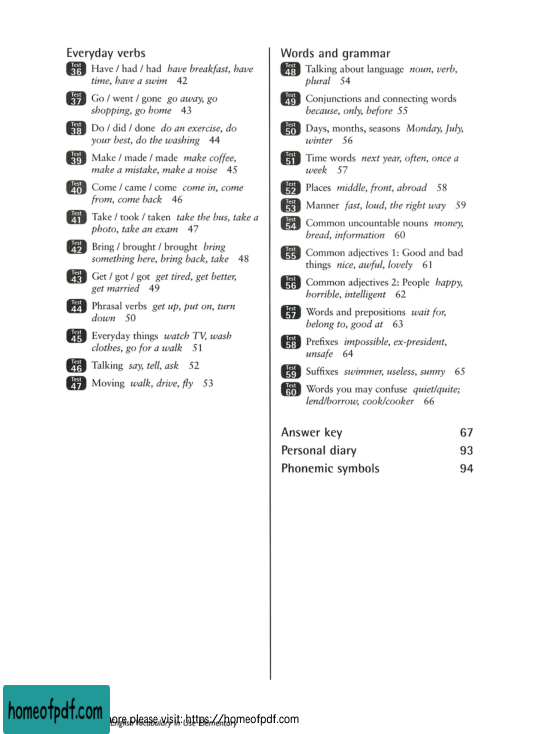 Everyday verbs
Test 36 Have / had / had have breakfast, have
time, have a swim 42
Test 37 Go / went / gone go away, go
shopping, go home 43
Test 38 Do / did / done do an exercise, do
your best, do the washing 44
Test 39 Make / made / made make coffee,
make a mistake, make a noise 45
Test 40 Come / came / come come in, come
from, come back 46
Test 41 Take / took / taken take the bus, take a
photo, take an exam 47
Test 42 Bring / brought / brought bring
something here, bring back, take 48
Test 43 Get / got / got get tired, get better,
get married 49
Test 44 Phrasal verbs get up, put on, turn
down 50
Test 45 Everyday things watch TV, wash
clothes, go for a walk 51
Test 46 Talking say, tell, ask 52
Test 47 Moving walk, drive, fly 53
Words and grammar
Test 48 Talking about language noun, verb,
plural 54
Test 49 Conjunctions and connecting words
because, only, before 55
Test 50 Days, months, seasons Monday, July,
winter 56
Test 51 Time words next year, often, once a
week 57
Test 52 Places middle, front, abroad 58
Test 53 Manner fast, loud, the right way 59
Test 54 Common uncountable nouns money,
bread, information 60
Test 55 Common adjectives 1: Good and bad
things nice, awful, lovely 61
Test 56 Common adjectives 2: People happy,
horrible, intelligent 62
Test 57 Words and prepositions wait for,
belong to, good at 63
Test 58 Prefixes impossible, ex-president,
unsafe 64
Test 59 Suffixes swimmer, useless, sunny 65
Test 60 Words you may confuse quiet/quite;
lend/borrow, cook/cooker 66
Answer key 67
Personal diary 93
Phonemic symbols 94
homeofpdf.com
ore please visit: https://homeofpdf.com
English Vocabulary in Use Elementary